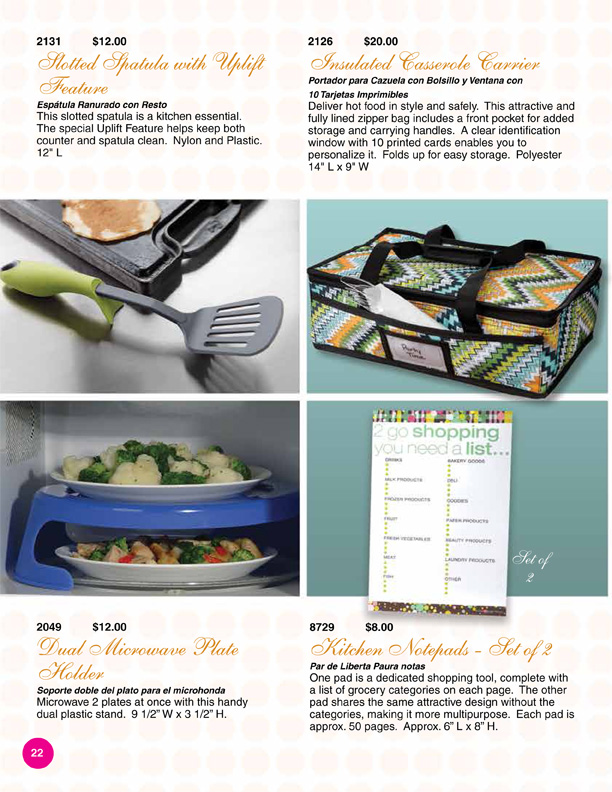 2131 $12.00
Slotted Spatula with Uplift
Feature
Espátula Ranurado con Resto
This slotted spatula is a kitchen essential.
The special Uplift Feature helps keep both
counter and spatula clean. Nylon and Plastic.
12" L
2126 $20.00
Insulated Casserole Carrier
Portador para Cazuela con Bolsillo y Ventana con
10 Tarjetas Imprimibles
Deliver hot food in style and safely. This attractive and
fully lined zipper bag includes a front pocket for added
storage and carrying handles. A clear identification
window with 10 printed cards enables you to
personalize it. Folds up for easy storage. Polyester
14" L x 9" W
Party
Time
2 go shopping
you need a list...
DRINKS
BAKERY GOODS
MILK PRODUCTS
DELI
FROZEN PRODUCTS
GOODIES
FRUIT
PAPER PRODUCTS
FRESH VEGETABLES
BEAUTY PRODUCTS
MEAT
LAUNDRY PRODUCTS
FISH
OTHER
Set of
2
2049 $12.00
Dual Microwave Plate
Holder
Soporte doble del plato para el microhonda
Microwave 2 plates at once with this handy
dual plastic stand. 9 1/2” W x 3 1/2” H.
8729 $8.00
Kitchen Notepads - Set of 2
Par de Liberta Paura notas
One pad is a dedicated shopping tool, complete with
a list of grocery categories on each page. The other
pad shares the same attractive design without the
categories, making it more multipurpose. Each pad is
approx. 50 pages. Approx. 6” L x 8” H.
22